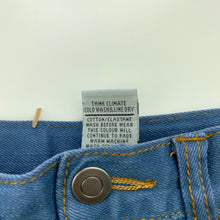 THINK CLIMATE
COLD WASH&LINE DRY
COTTON/ELASTANE
WASH BEFORE WEAR
THIS COLOUR WILL
CONTINUE TO FADE
WARM MACHINE